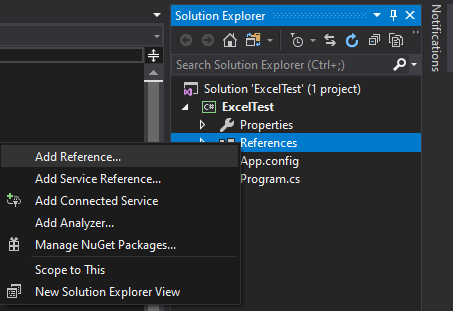 Solution Explorer
Search Solution Explorer (Ctrl+;)
Solution 'ExcelTest' (1 project)
C# ExcelTest
Properties
References
App.config
Program.cs
Add Reference...
Add Service Reference...
Add Connected Service
Add Analyzer...
Manage NuGet Packages...
Scope to This
New Solution Explorer View
Notifications